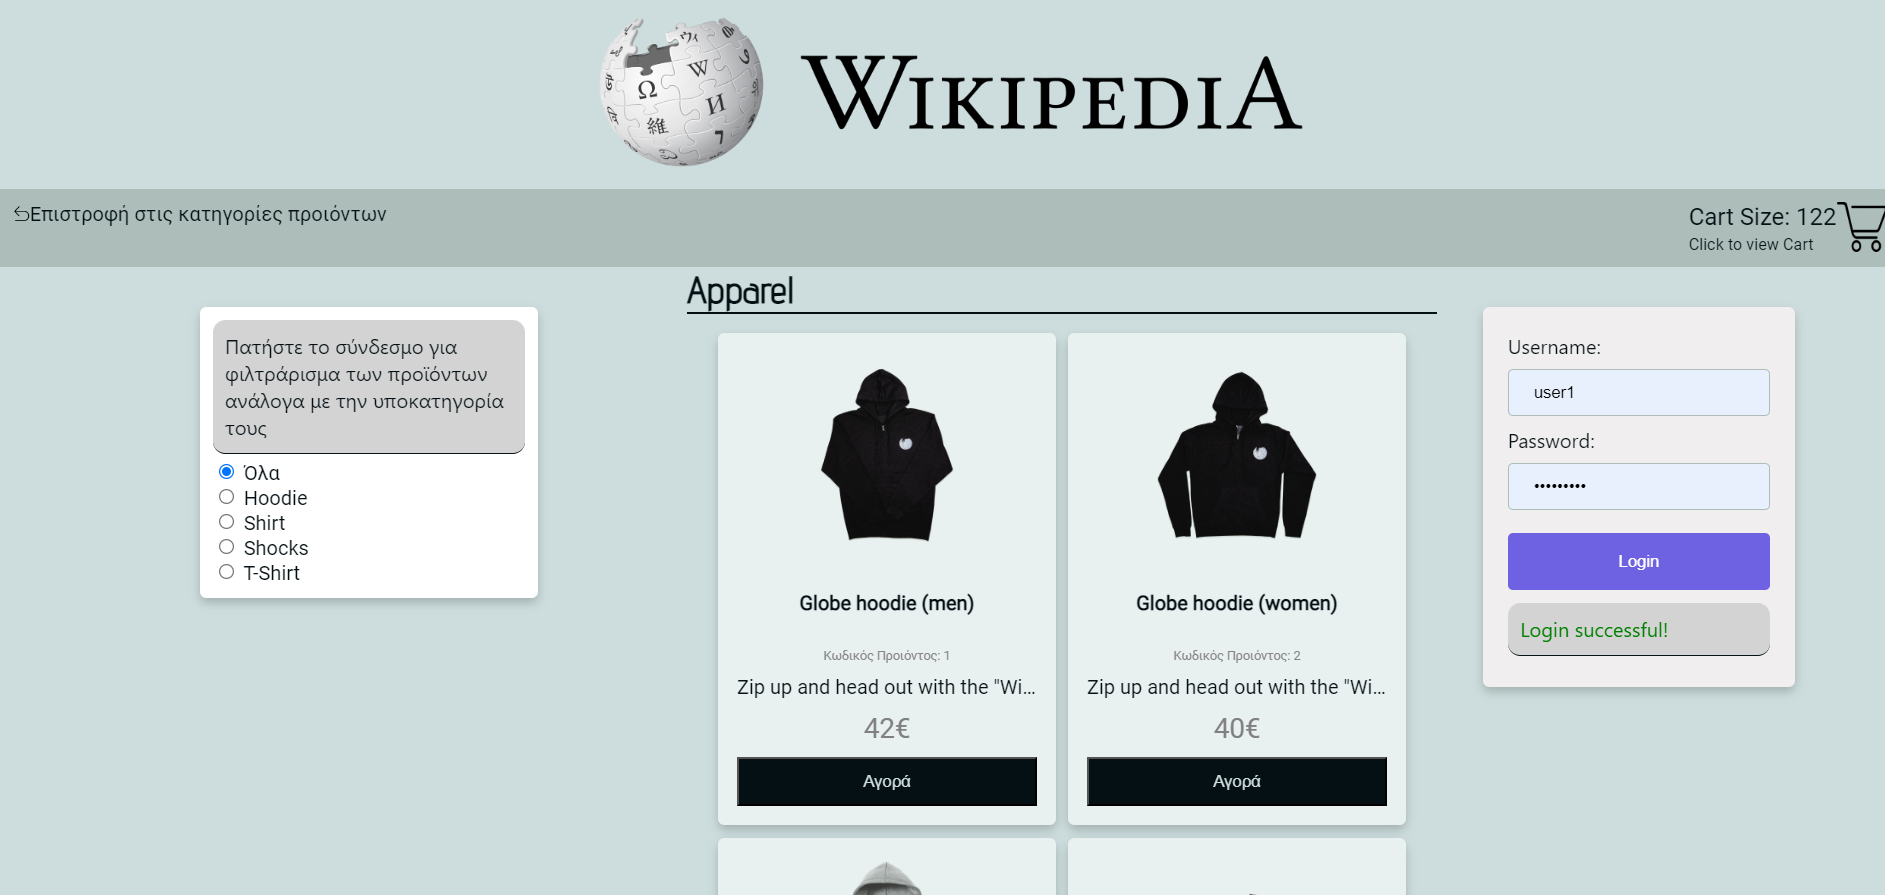 WIKIPEDIA
Επιστροφή στις κατηγορίες προιόντων
Cart Size: 122
Click to view Cart
Apparel
Πατήστε το σύνδεσμο για
φιλτράρισμα των προϊόντων
ανάλογα με την υποκατηγορία
τους
Όλα
Hoodie
Shirt
Shocks
T-Shirt
Globe hoodie (men)
Κωδικός Προιόντος: 1
Zip up and head out with the "Wi...
42€
Αγορά
Globe hoodie (women)
Κωδικός Προιόντος: 2
Zip up and head out with the "Wi...
40€
Αγορά
Username:
user1
Password:
•••••••••
Login
Login successful!